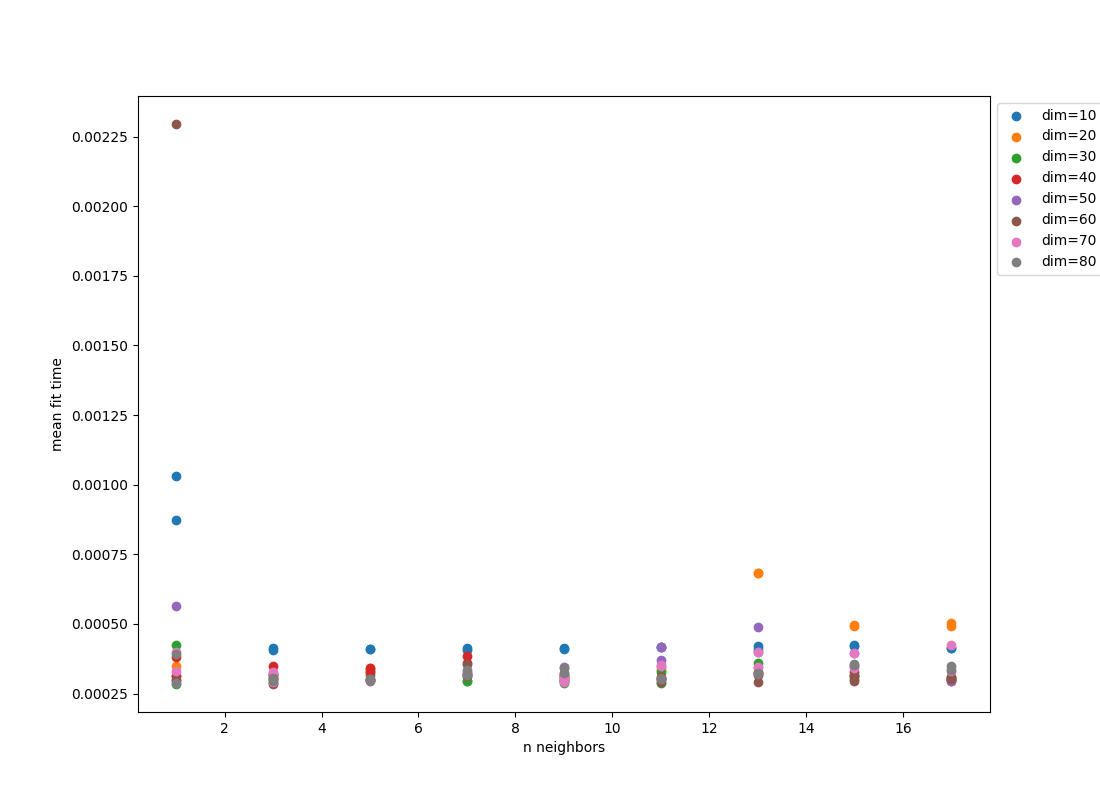 0.00225
0.00200
0.00175
0.00150
0.00125
0.00100
0.00075
0.00050
0.00025
mean fit time
2 4 6 8 10 12 14 16
n neighbors
dim=10
dim=20
dim=30
dim=40
dim=50
dim=60
dim=70
dim=80